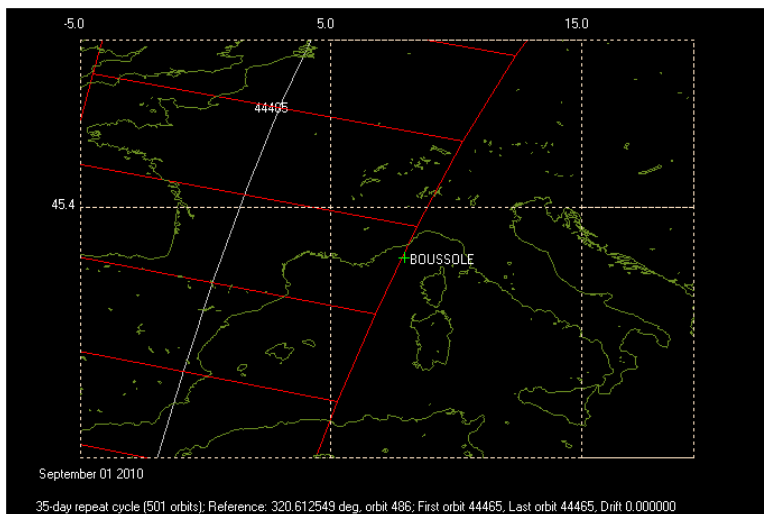 -5.0 5.0 15.0
44465
45.4
BOUSSOLE
September 01 2010
35-day repeat cycle (501 orbits); Reference: 320.612549 deg, orbit 486; First orbit 44465, Last orbit 44465, Drift 0.000000